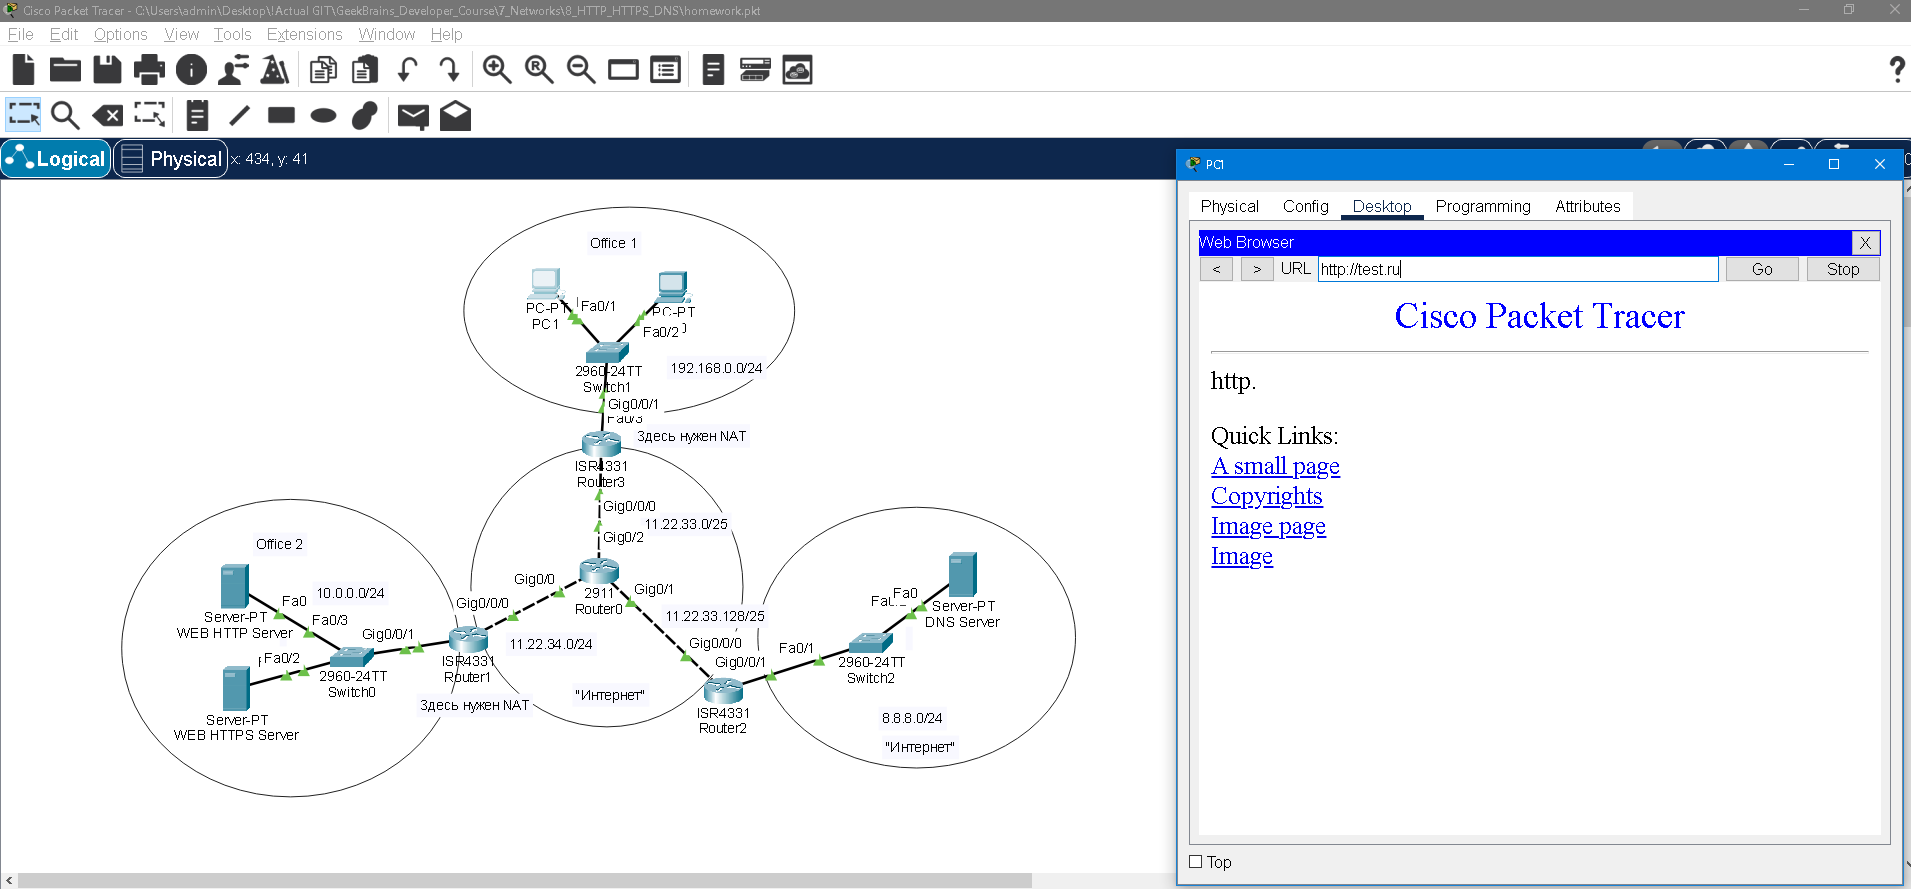 Cisco Packet Tracer - C:\Users\admin\Desktop\!Actual GIT\GeekBrains_Developer_Course\7_Networks\8_HTTP_HTTPS_DNS\homework.pkt
File Edit Options View Tools Extensions Window Help
?
Logical Physical x: 434, y: 41
PC1
Physical Config Desktop Programming Attributes
Web Browser X
< > URL http://test.ru Go Stop
Cisco Packet Tracer
http.
Quick Links:
A small page
Copyrights
Image page
Image
Top
Office 1
Fa0/1
PC-PT
PC1
PC-PT
Fa0/2
192.168.0.0/24
2960-24TT
Switch1
Gig0/0/1
Fa0/3
Здесь нужен NAT
ISR4331
Router3
Gig0/0/0
11.22.33.0/25
Gig0/2
2911
Router0
Gig0/0
Gig0/1
Gig0/0/0
11.22.33.128/25
11.22.34.0/24
Gig0/0/0
Gig0/0/1
"Интернет"
ISR4331
Router2
Office 2
10.0.0.0/24
Fa0
Server-PT
WEB HTTP Server
Fa0/3
Gig0/0/1
Fa0/2
2960-24TT
Switch0
ISR4331
Router1
Здесь нужен NAT
Server-PT
WEB HTTPS Server
Fa0
Server-PT
DNS Server
Fa0/1
2960-24TT
Switch2
8.8.8.0/24
"Интернет"